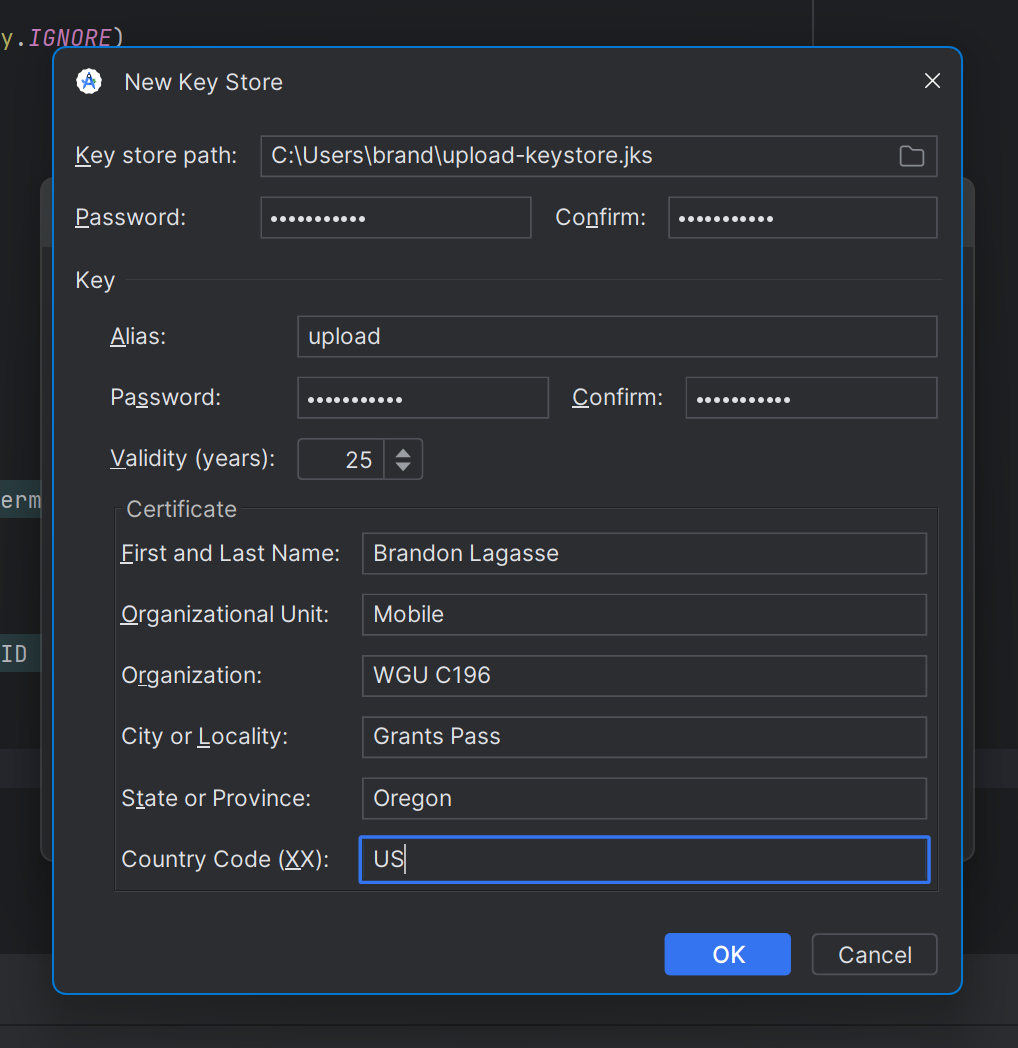 y.IGNORE)
New Key Store
Key store path: C:\Users\brand\upload-keystore.jks
Password: ••••••••••• Confirm: •••••••••••
Key
Alias: upload
Password: ••••••••••• Confirm: •••••••••••
Validity (years): 25
erm
Certificate
First and Last Name: Brandon Lagasse
Organizational Unit: Mobile
ID
Organization: WGU C196
City or Locality: Grants Pass
State or Province: Oregon
Country Code (XX): US
OK Cancel